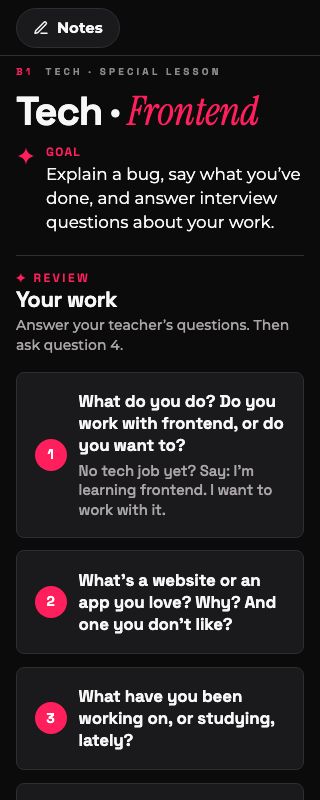 Notes
B1 TECH · SPECIAL LESSON
Tech · Frontend
GOAL
Explain a bug, say what you've
done, and answer interview
questions about your work.
REVIEW
Your work
Answer your teacher's questions. Then
ask question 4.
What do you do? Do you
work with frontend, or do
you want to?
1
No tech job yet? Say: I'm
learning frontend. I want to
work with it.
What's a website or an
2
app you love? Why? And
one you don't like?
What have you been
3
working on, or studying,
lately?